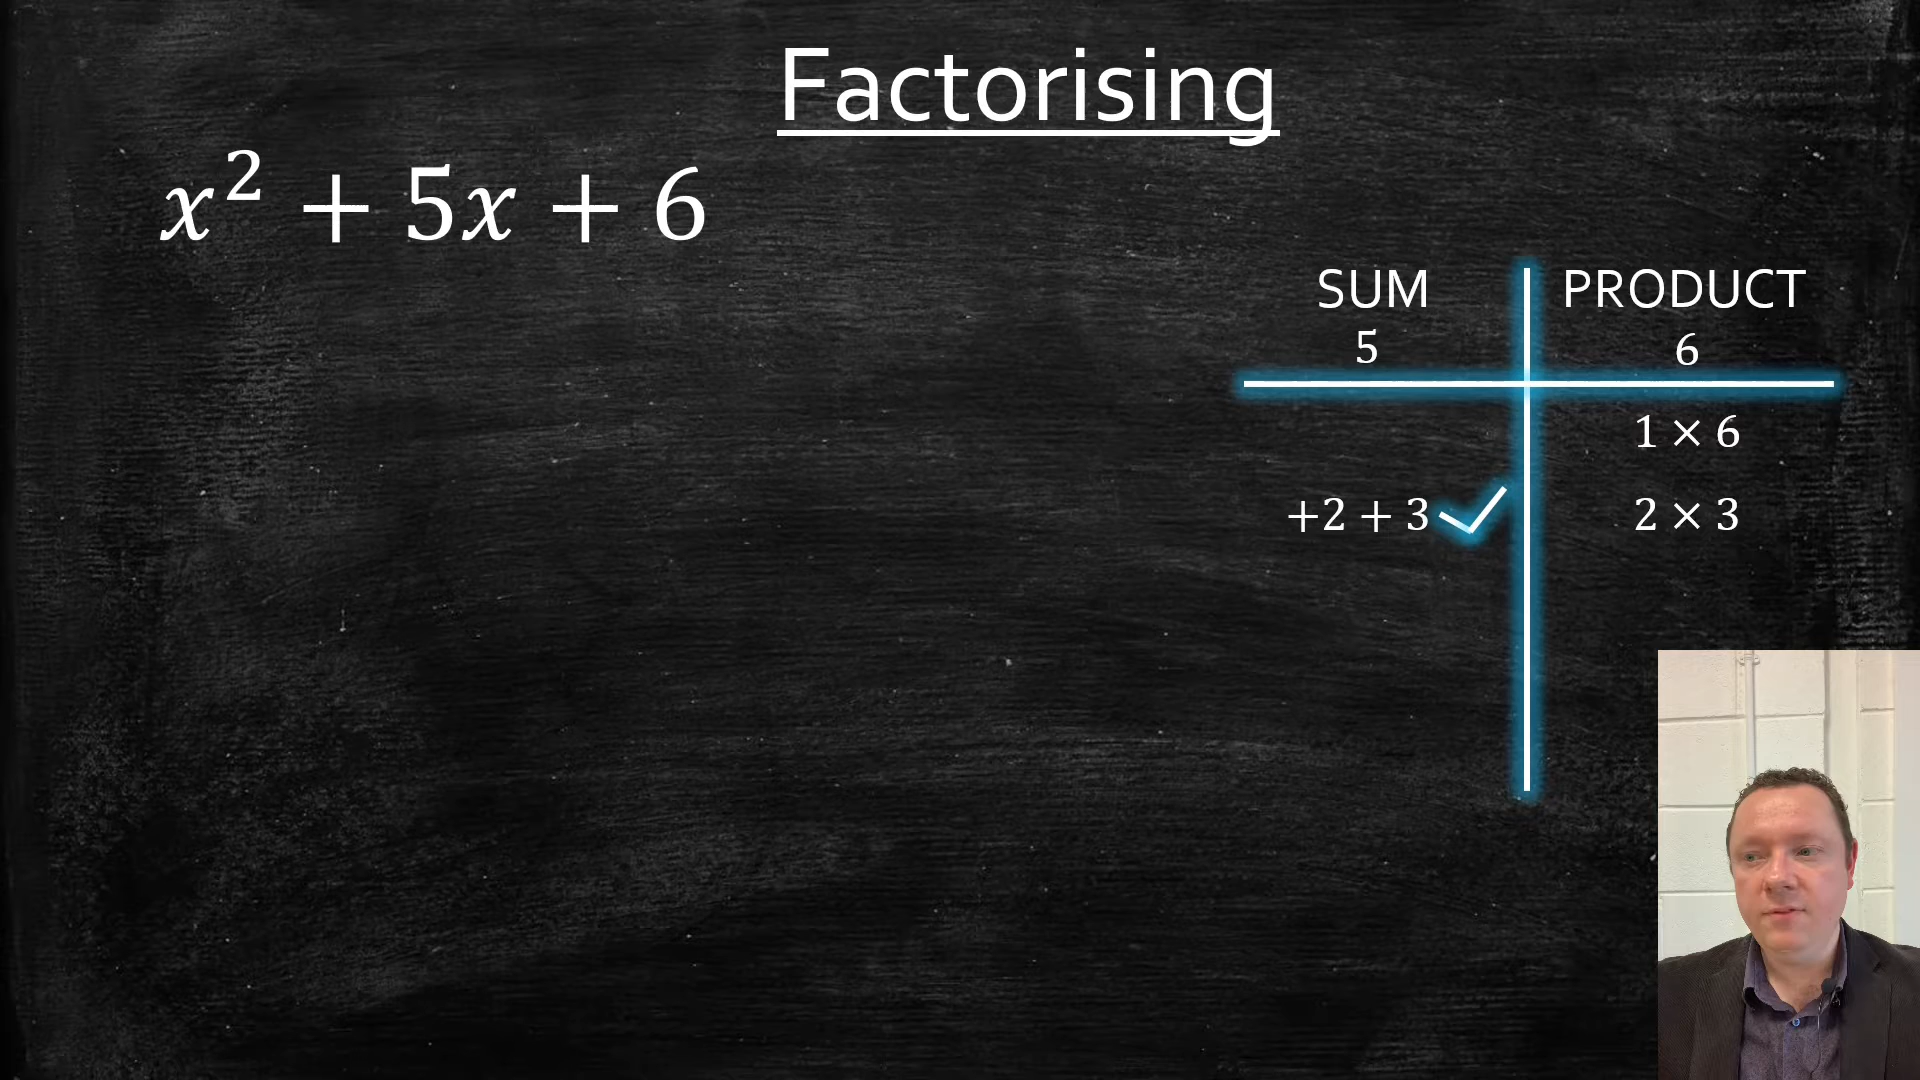 Factorising
x² + 5x + 6
SUM PRODUCT
5 6
1 × 6
+2 + 3 2 × 3